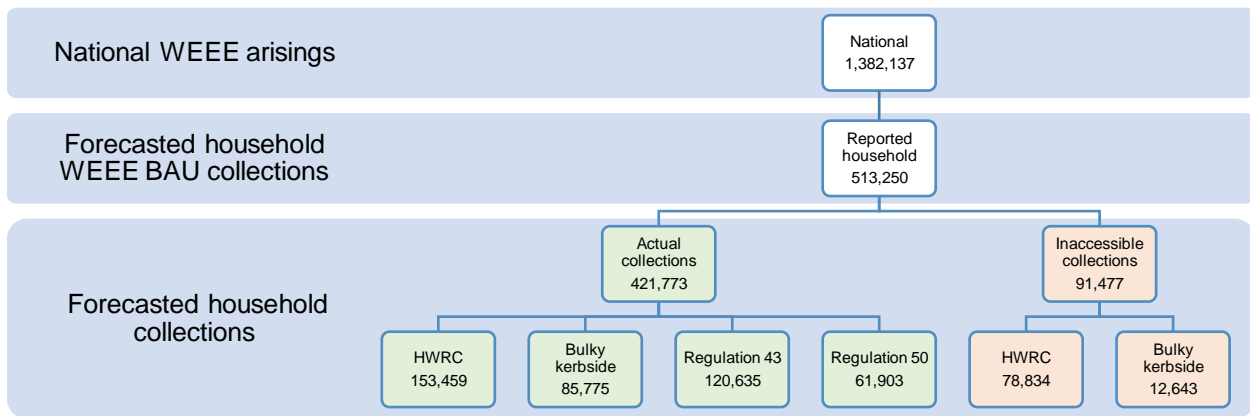 National WEEE arisings
National
1,382,137
Forecasted household
WEEE BAU collections
Reported
household
513,250
Forecasted household
collections
Actual
collections
421,773
Inaccessible
collections
91,477
HWRC
153,459
Bulky
kerbside
85,775
Regulation 43
120,635
Regulation 50
61,903
HWRC
78,834
Bulky
kerbside
12,643